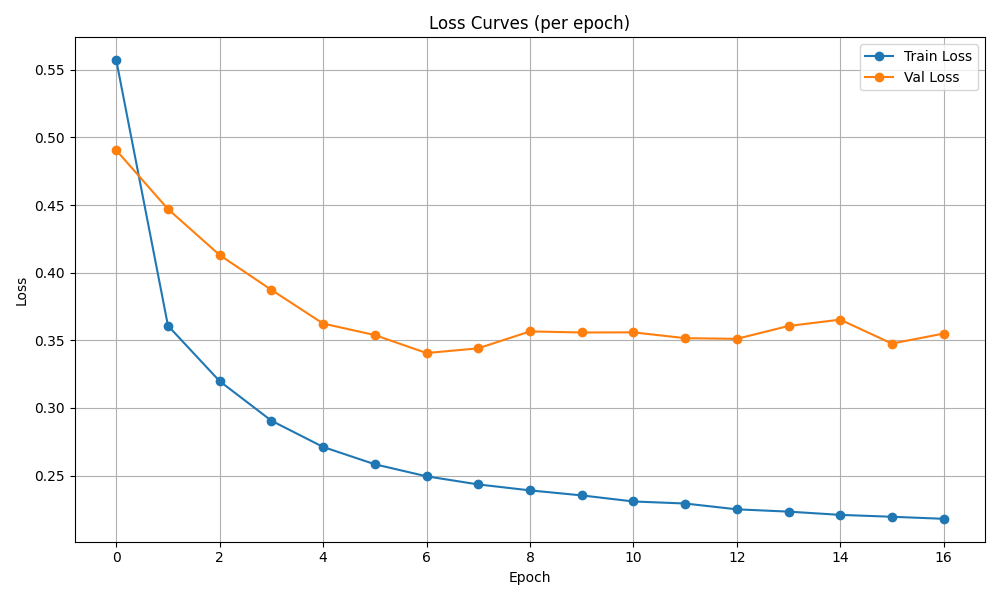 Loss Curves (per epoch)
Train Loss
Val Loss
0.55
0.50
0.45
0.40
0.35
0.30
0.25
Loss
0 2 4 6 8 10 12 14 16
Epoch